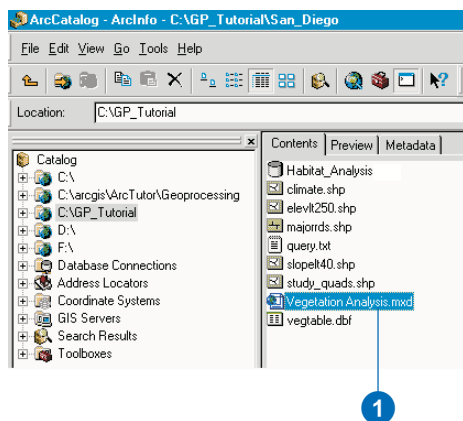 ArcCatalog - ArcInfo - C:\GP_Tutorial\San_Diego
File Edit View Go Tools Help
Location: C:\GP_Tutorial
Contents Preview Metadata
Catalog
C:\
C:\arcgis\ArcTutor\Geoprocessing
C:\GP_Tutorial
D:\
F:\
Database Connections
Address Locators
Coordinate Systems
GIS Servers
Search Results
Toolboxes
Habitat_Analysis
climate.shp
elevlt250.shp
majorrds.shp
query.txt
slopelt40.shp
study_quads.shp
Vegetation Analysis.mxd
vegtable.dbf
1